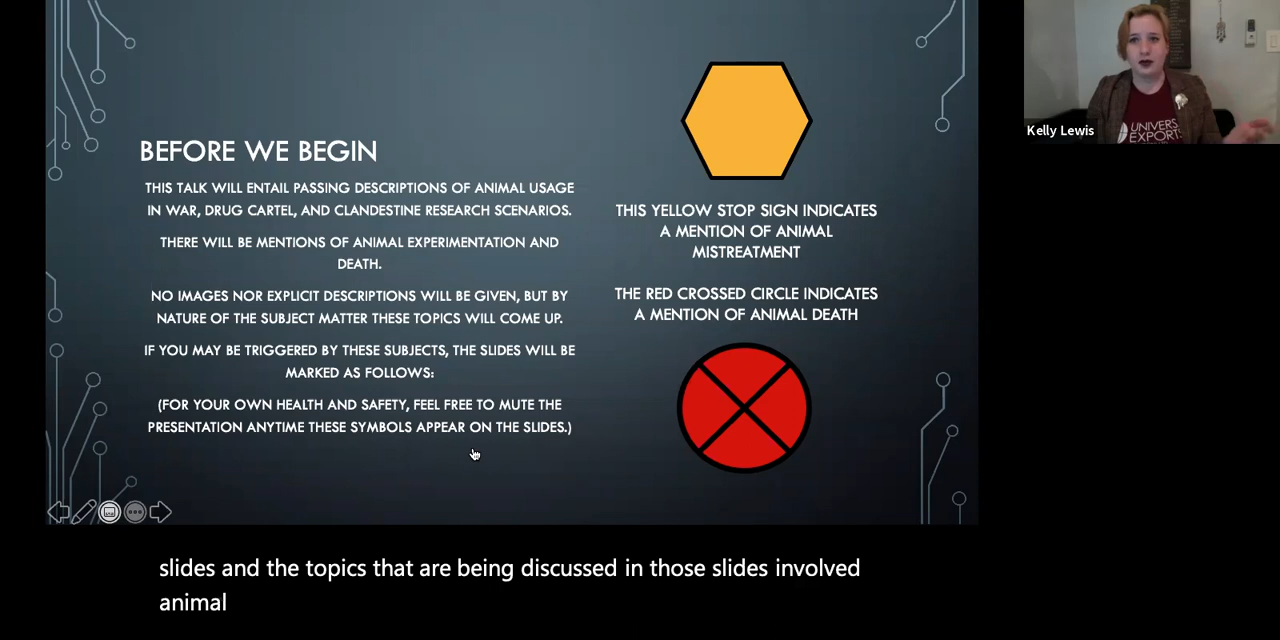 BEFORE WE BEGIN
THIS TALK WILL ENTAIL PASSING DESCRIPTIONS OF ANIMAL USAGE
IN WAR, DRUG CARTEL, AND CLANDESTINE RESEARCH SCENARIOS.
THERE WILL BE MENTIONS OF ANIMAL EXPERIMENTATION AND
DEATH.
NO IMAGES NOR EXPLICIT DESCRIPTIONS WILL BE GIVEN, BUT BY
NATURE OF THE SUBJECT MATTER THESE TOPICS WILL COME UP.
IF YOU MAY BE TRIGGERED BY THESE SUBJECTS, THE SLIDES WILL BE
MARKED AS FOLLOWS:
(FOR YOUR OWN HEALTH AND SAFETY, FEEL FREE TO MUTE THE
PRESENTATION ANYTIME THESE SYMBOLS APPEAR ON THE SLIDES.)
THIS YELLOW STOP SIGN INDICATES
A MENTION OF ANIMAL
MISTREATMENT
THE RED CROSSED CIRCLE INDICATES
A MENTION OF ANIMAL DEATH
Kelly Lewis
UNIVERS
EXPORT
slides and the topics that are being discussed in those slides involved
animal